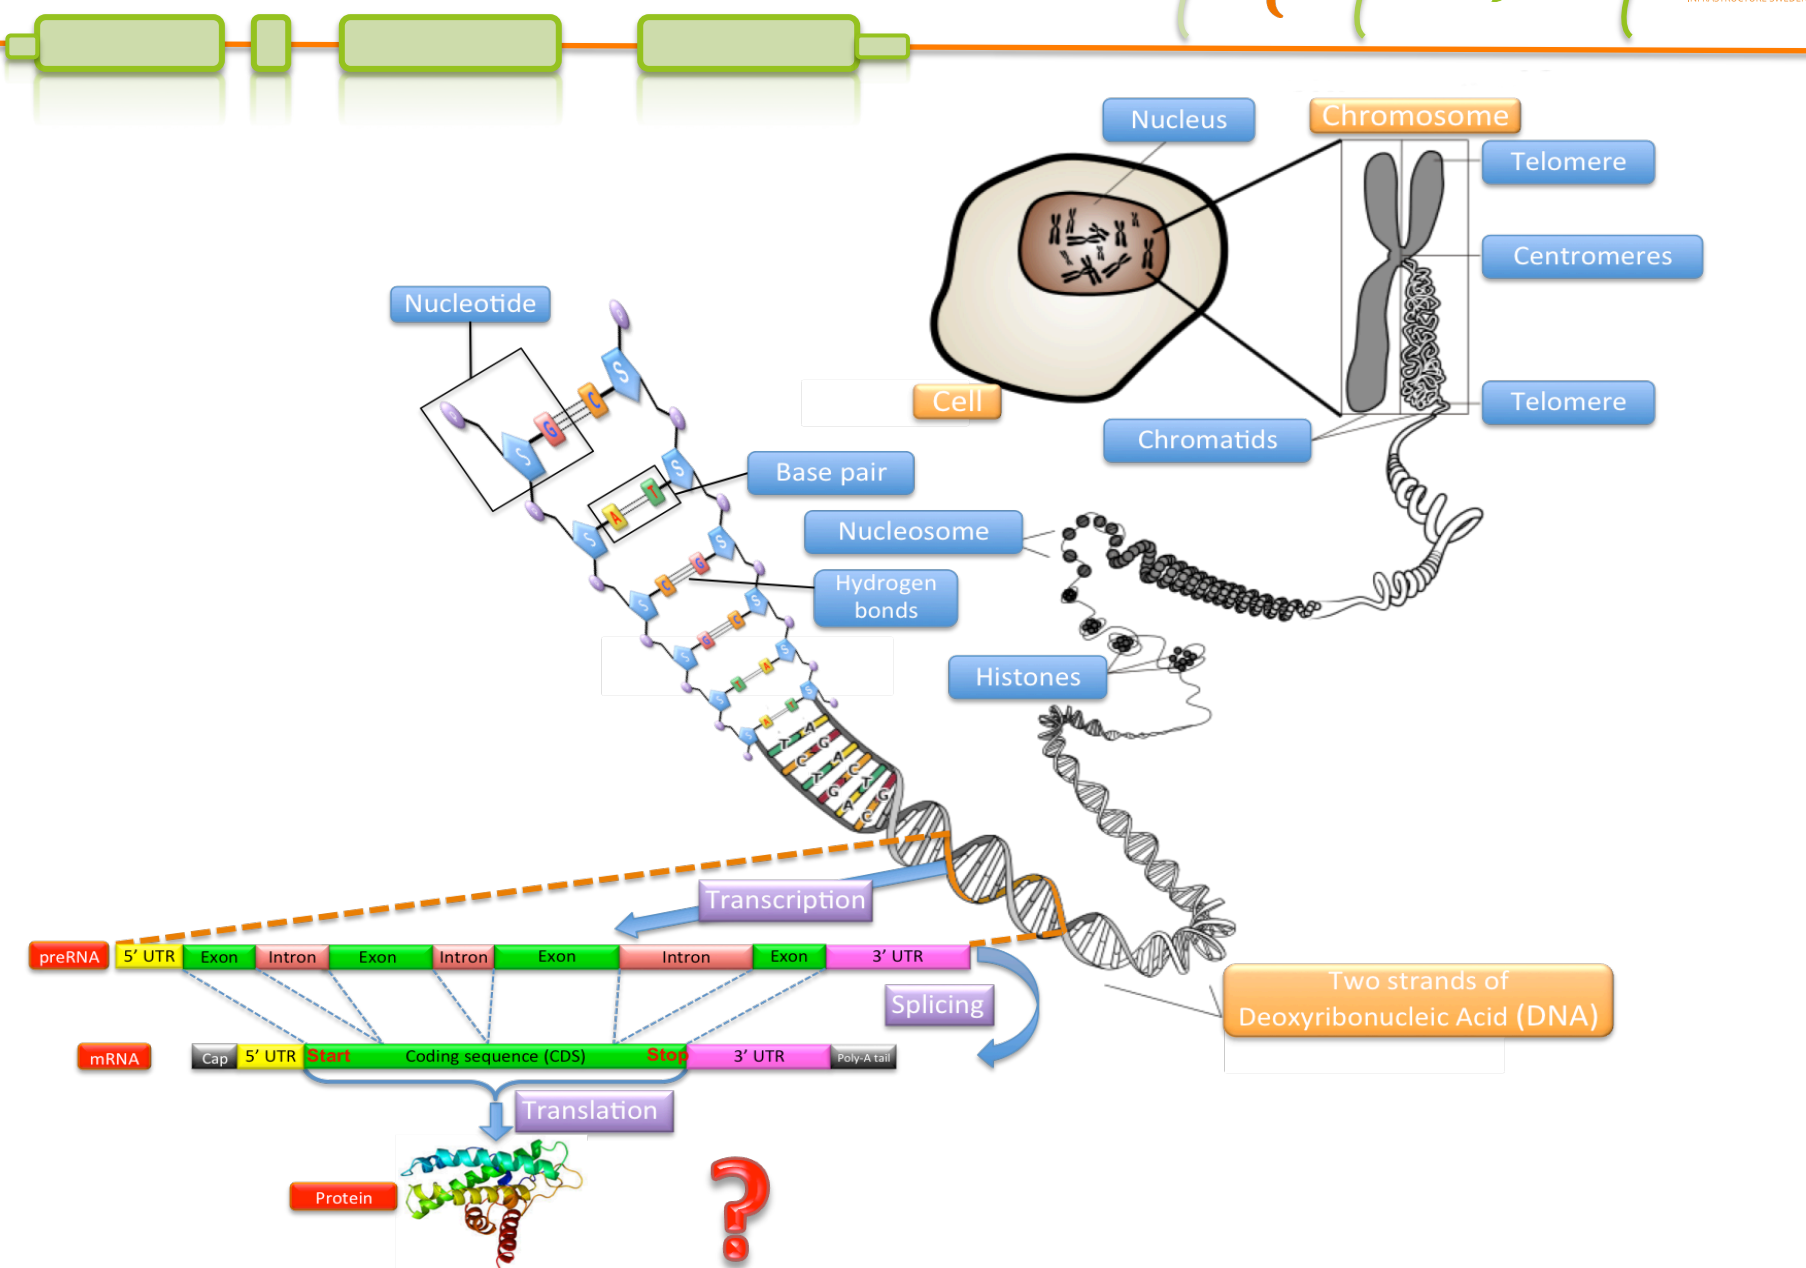 Nucleus
Chromosome
Telomere
Centromeres
Nucleotide
Cell
Telomere
Chromatids
S
C
G
S
Base pair
S
T
A
S
Nucleosome
S
G
C
S
Hydrogen
bonds
S
C
G
S
Histones
S
A
T
S
S
T
A
S
A
T
G
C
A
T
C
G
T
A
G
C
Transcription
preRNA
5’ UTR Exon Intron Exon Intron Exon Intron Exon 3’ UTR
Two strands of
Deoxyribonucleic Acid (DNA)
Splicing
mRNA
Cap 5’ UTR Start Coding sequence (CDS) Stop 3’ UTR Poly-A tail
Translation
Protein
?